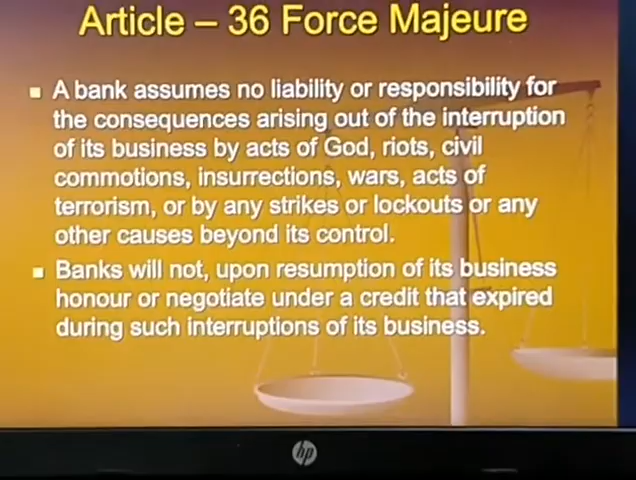 Article – 36 Force Majeure
A bank assumes no liability or responsibility for
the consequences arising out of the interruption
of its business by acts of God, riots, civil
commotions, insurrections, wars, acts of
terrorism, or by any strikes or lockouts or any
other causes beyond its control.
Banks will not, upon resumption of its business
honour or negotiate under a credit that expired
during such interruptions of its business.
hp